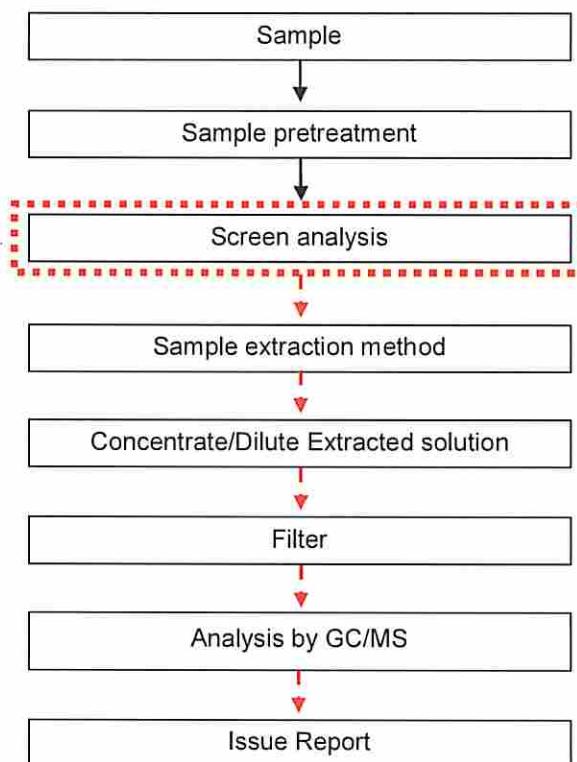 Sample
Sample pretreatment
Screen analysis
Sample extraction method
Concentrate/Dilute Extracted solution
Filter
Analysis by GC/MS
Issue Report